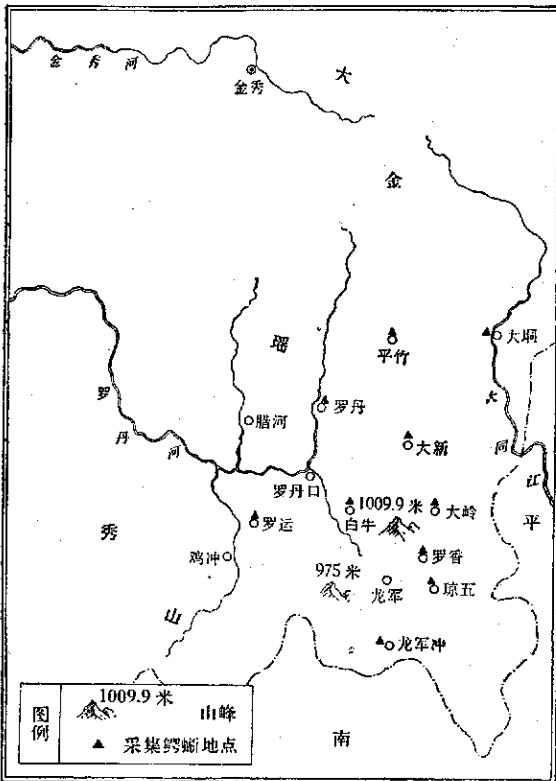 金秀河
金秀
大
金
瑶
平竹
大垌
罗丹
大同江
罗丹河
腊河
大新
罗丹口
1009.9 米
白牛
大岭
平
秀
罗运
鸡冲
罗香
975 米
龙军
琼五
山
龙军冲
南
图例
1009.9 米
山峰
采集鳄蜥地点